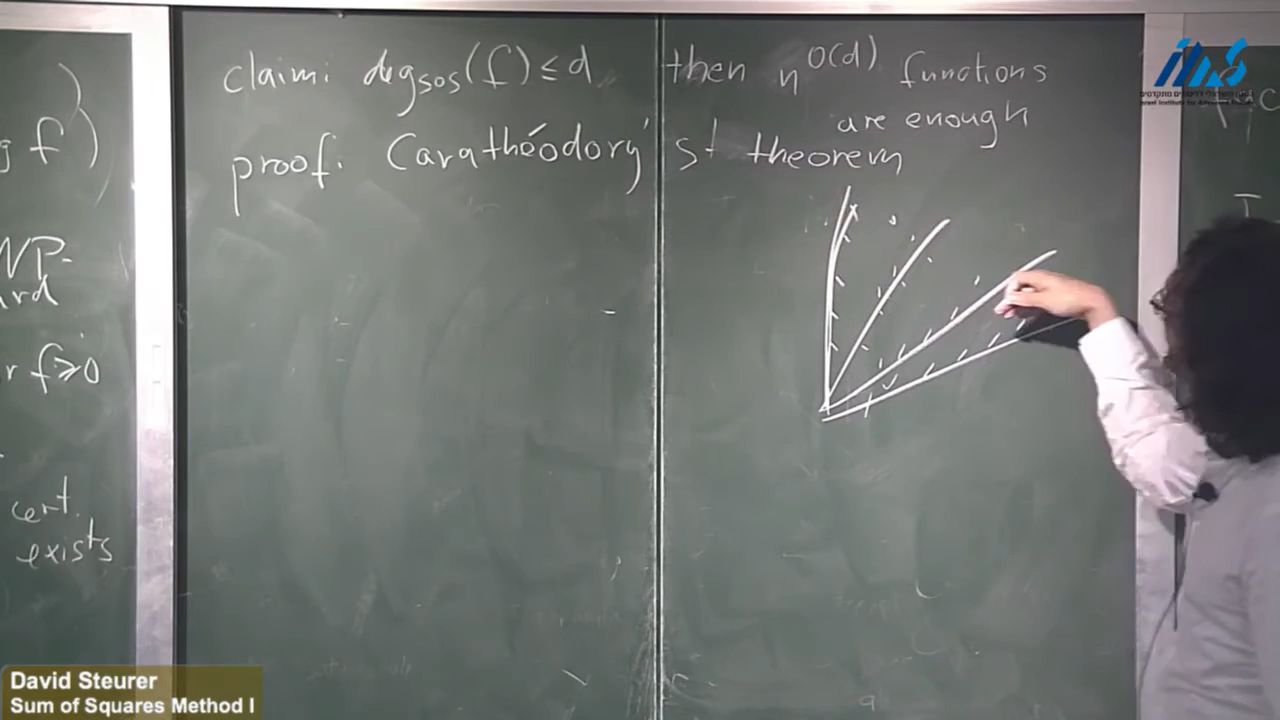 g f)
NP-
ard
r f≥0
cert.
exists
claim: deg_sos(f) ≤ d then n^O(d) functions
are enough
proof: Carathéodory's theorem
David Steurer
Sum of Squares Method I